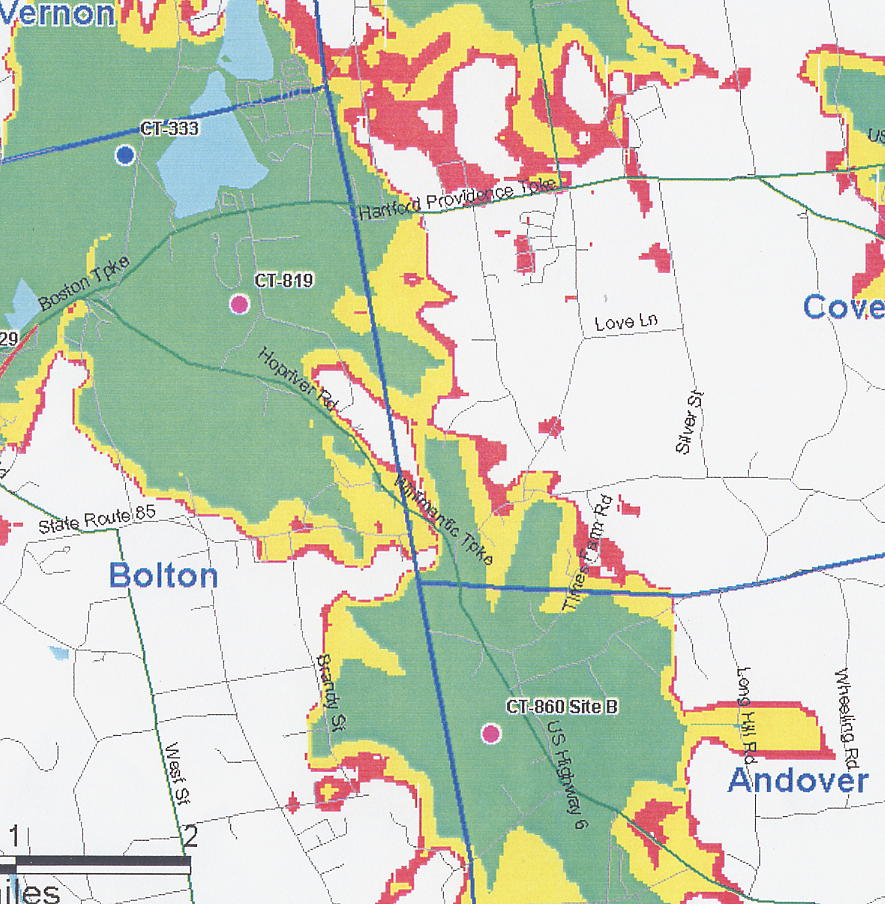 Vernon
CT-333
Hartford Providence Tpke
US
Boston Tpke
CT-819
Cove
29
Love Ln
Hopriver Rd
Silver St
Willimantic Tpke
State Route 85
Times Farm Rd
Bolton
Brandy St
Long Hill Rd
Wheeling Rd
CT-860 Site B
US Highway 6
West St
Andover
1
2
iles